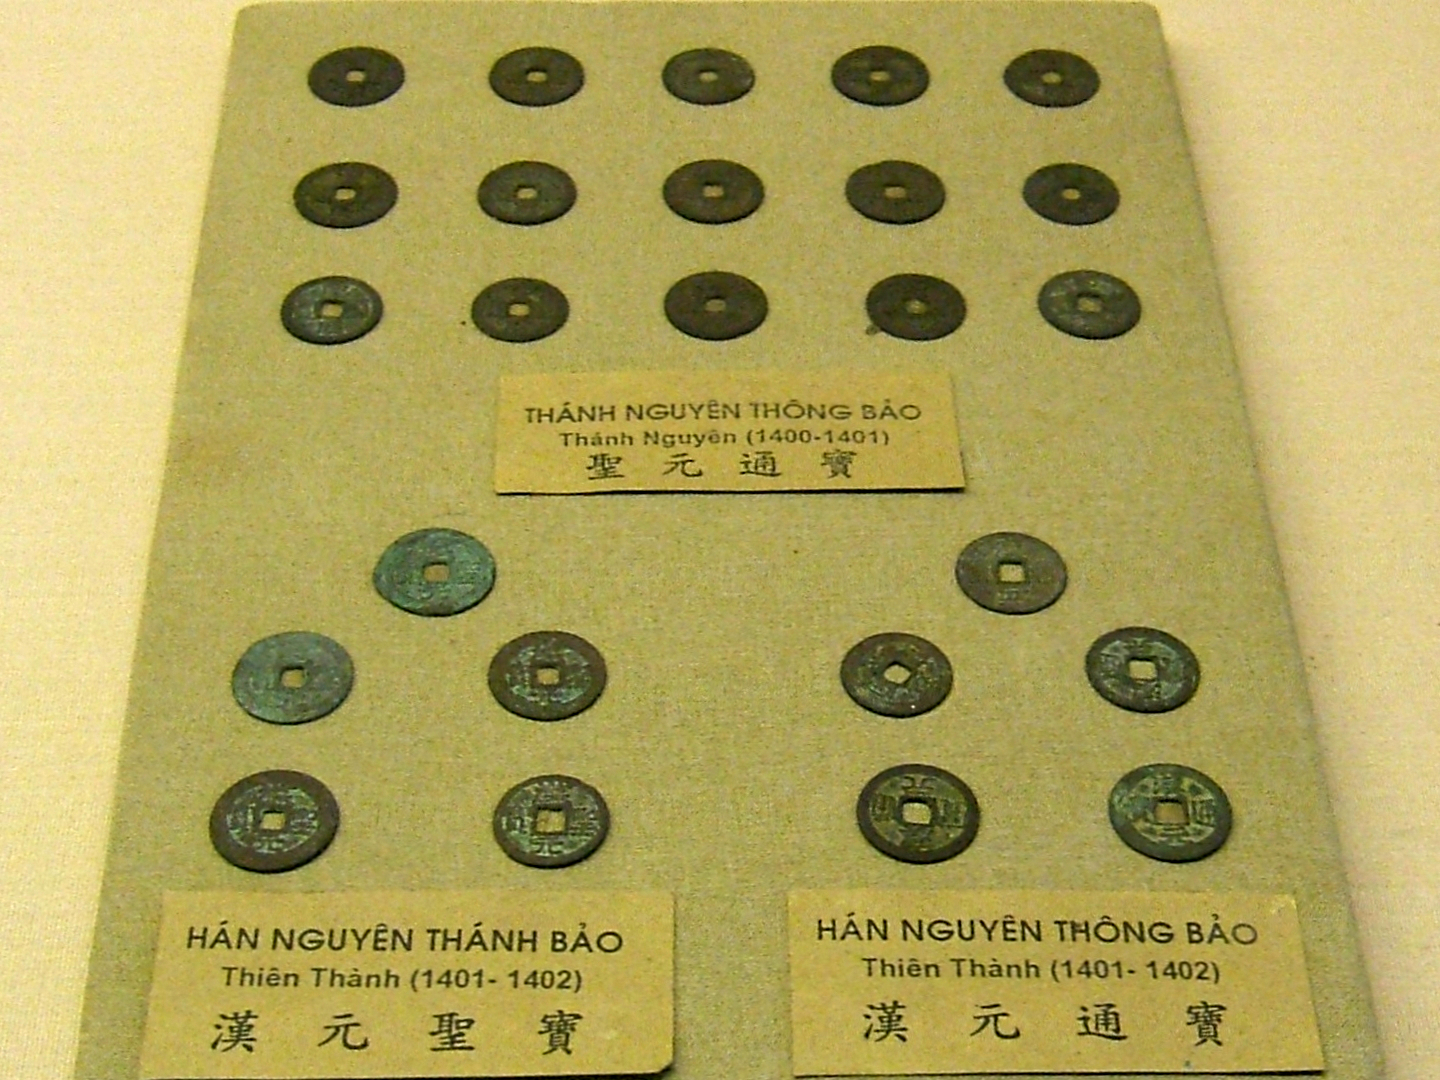 THÁNH NGUYÊN THÔNG BẢO
Thánh Nguyên (1400-1401)
聖 元 通 寶
HÁN NGUYÊN THÁNH BẢO
Thiên Thành (1401- 1402)
漢 元 聖 寶
HÁN NGUYÊN THÔNG BẢO
Thiên Thành (1401- 1402)
漢 元 通 寶